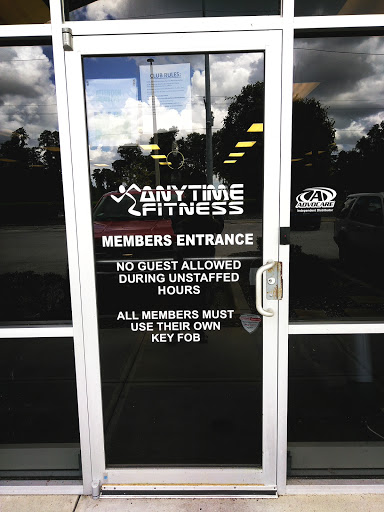 CLUB RULES:
ANYTIME
FITNESS
MEMBERS ENTRANCE
NO GUEST ALLOWED
DURING UNSTAFFED
HOURS
ALL MEMBERS MUST
USE THEIR OWN
KEY FOB
A
ADVOCARE
Independent Distributor